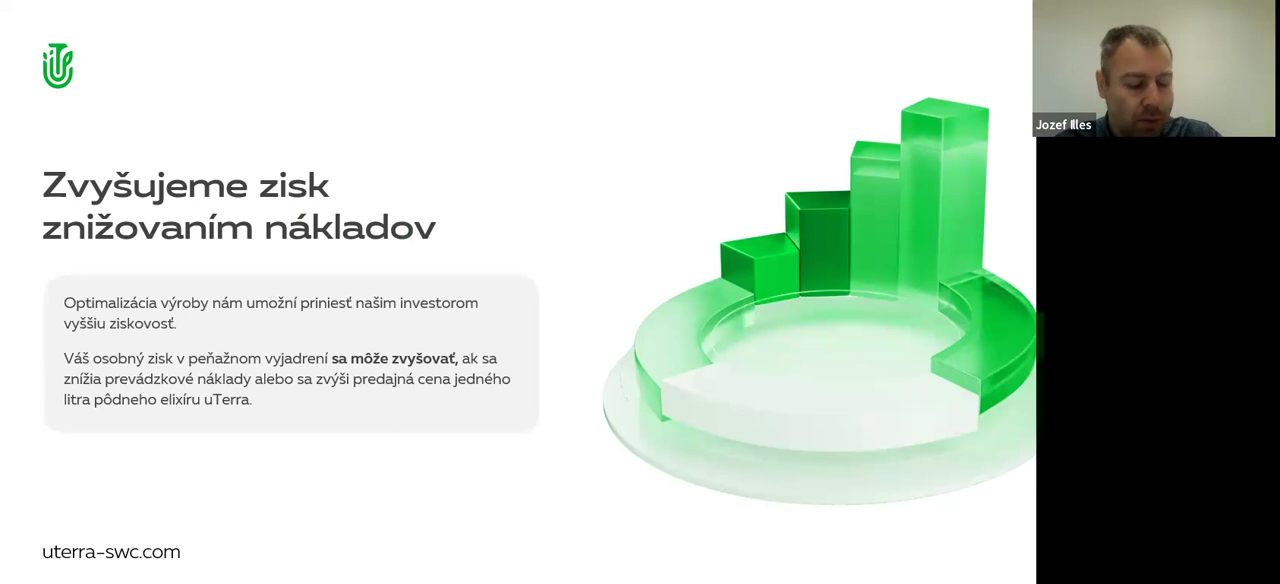 Zvyšujeme zisk
znižovaním nákladov
Optimalizácia výroby nám umožní priniesť našim investorom
vyššiu ziskovosť.
Váš osobný zisk v peňažnom vyjadrení sa môže zvyšovať, ak sa
znížia prevádzkové náklady alebo sa zvýši predajná cena jedného
litra pôdneho elixíru uTerra.
uterra-swc.com
Jozef Illes